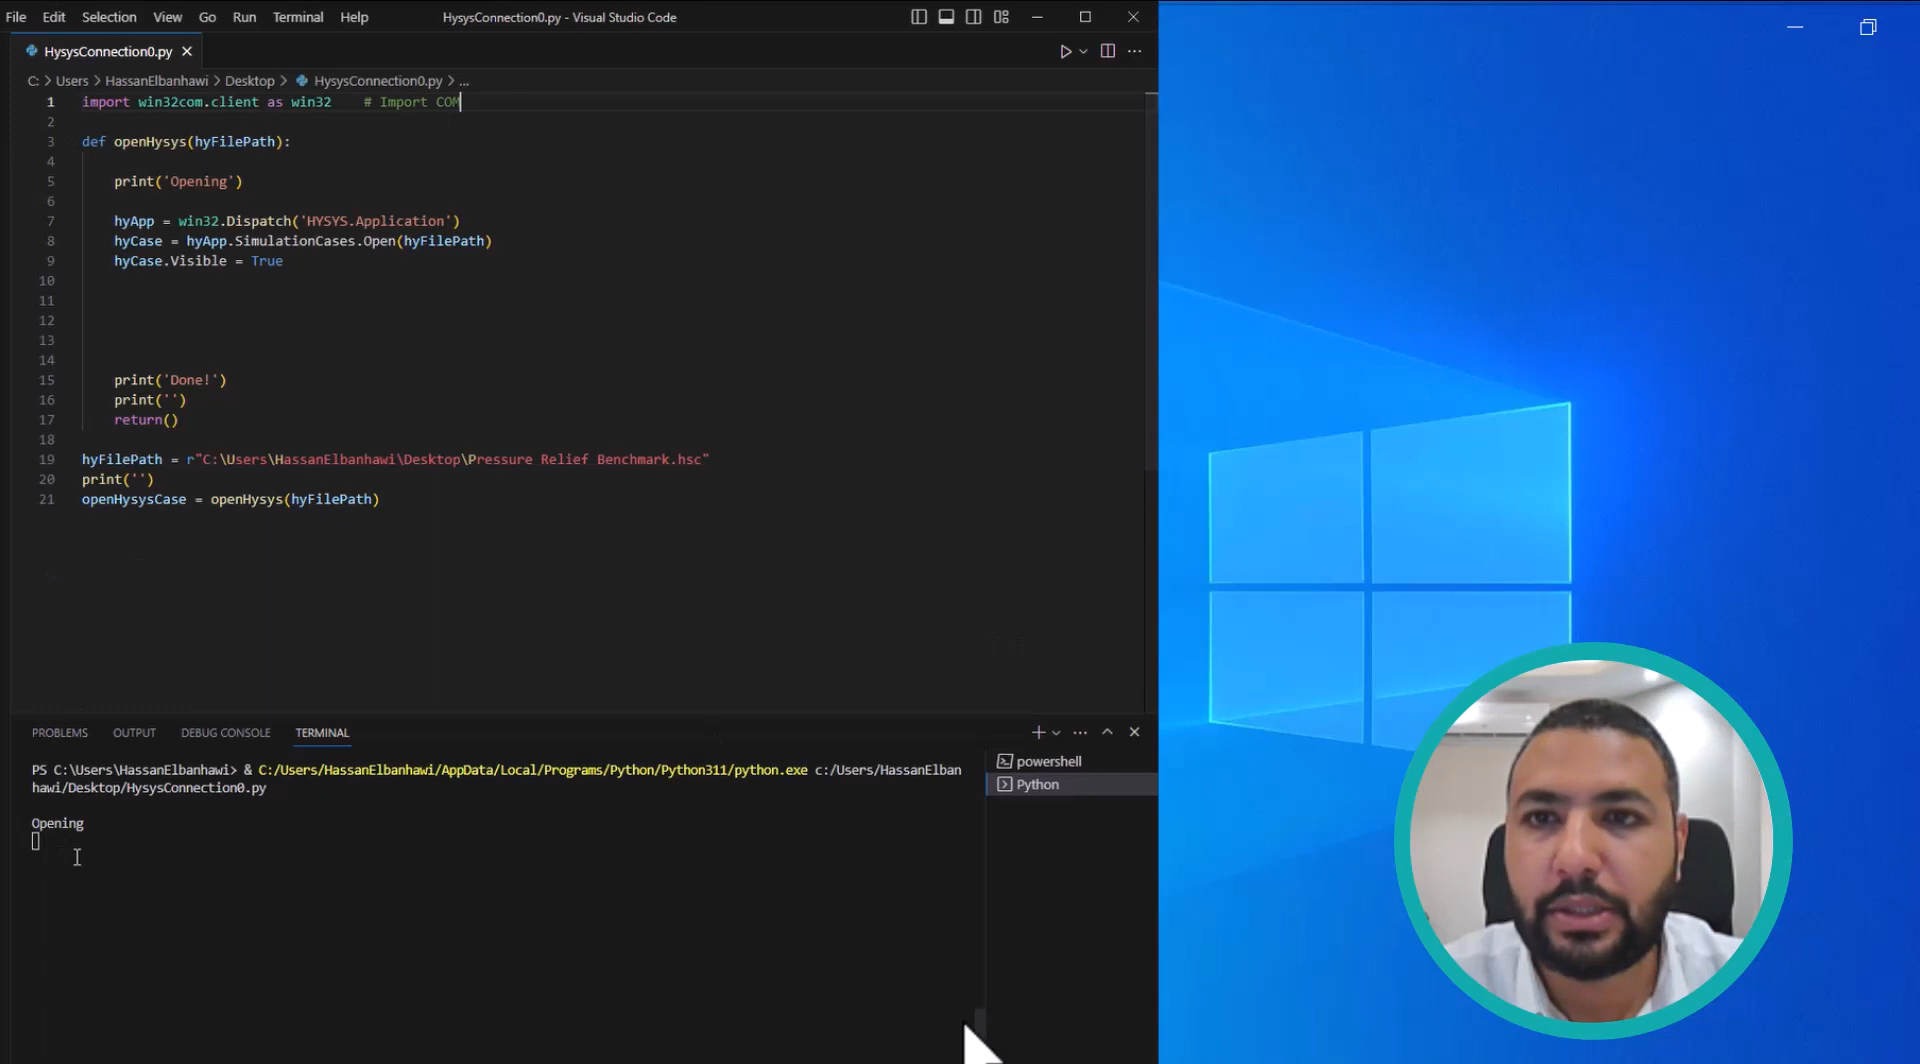 File Edit Selection View Go Run Terminal Help HysysConnection0.py - Visual Studio Code
HysysConnection0.py
C: > Users > HassanElbanhawi > Desktop > HysysConnection0.py > ...
1 import win32com.client as win32    # Import COM
2
3 def openHysys(hyFilePath):
4
5     print('Opening')
6
7     hyApp = win32.Dispatch('HYSYS.Application')
8     hyCase = hyApp.SimulationCases.Open(hyFilePath)
9     hyCase.Visible = True
10
11
12
13
14
15     print('Done!')
16     print('')
17     return()
18
19 hyFilePath = r"C:\Users\HassanElbanhawi\Desktop\Pressure Relief Benchmark.hsc"
20 print('')
21 openHysysCase = openHysys(hyFilePath)
PROBLEMS OUTPUT DEBUG CONSOLE TERMINAL
PS C:\Users\HassanElbanhawi> & C:/Users/HassanElbanhawi/AppData/Local/Programs/Python/Python311/python.exe c:/Users/HassanElban
hawi/Desktop/HysysConnection0.py
Opening
powershell
Python